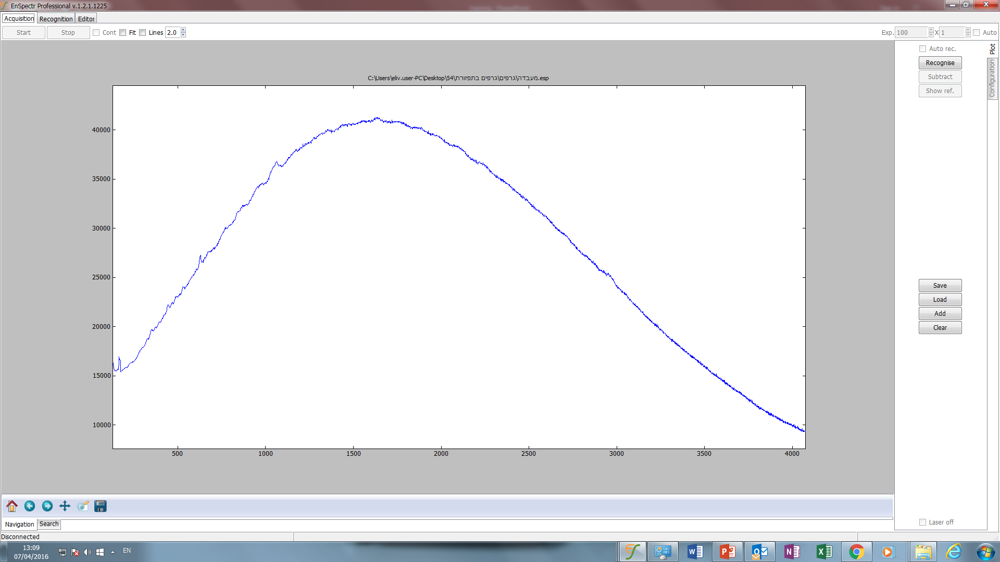 EnSpectr Professional v.1.2.1.1225
Acquisition Recognition Editor
Start Stop Cont Fit Lines 2.0 Exp. 100 X 1 Auto
Plot
Configuration
Auto rec.
Recognise
Subtract
Show ref.
C:\Users\eliv.user-PC\Desktop\54\מעבדה\גרפים\גרפים בתפזורת.esp
40000
35000
30000
25000
20000
15000
10000
500 1000 1500 2000 2500 3000 3500 4000
Save
Load
Add
Clear
Laser off
Navigation Search
Disconnected
13:09
07/04/2016
EN